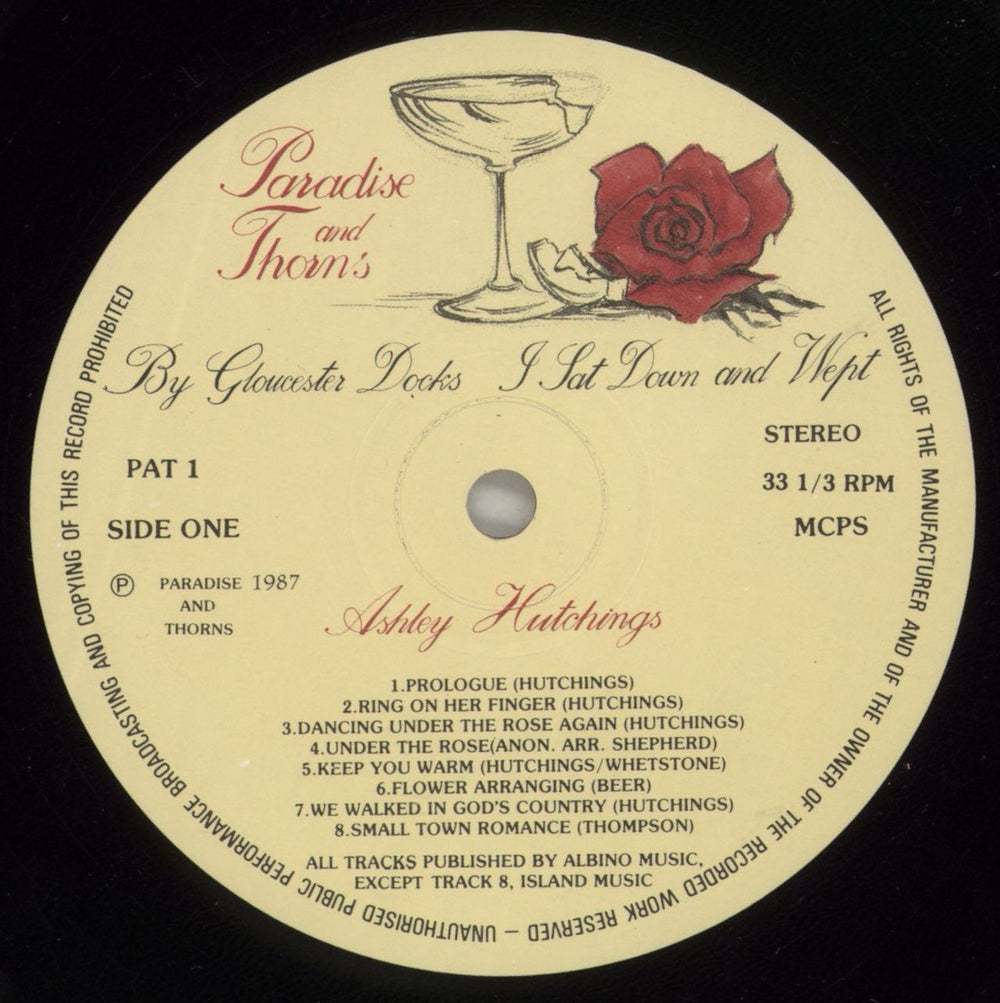 Paradise
and
Thorns
By Gloucester Docks I Sat Down and Wept
PAT 1
SIDE ONE
Ⓟ PARADISE 1987
AND
THORNS
STEREO
33 1/3 RPM
MCPS
Ashley Hutchings
1.PROLOGUE (HUTCHINGS)
2.RING ON HER FINGER (HUTCHINGS)
3.DANCING UNDER THE ROSE AGAIN (HUTCHINGS)
4.UNDER THE ROSE(ANON. ARR. SHEPHERD)
5.KEEP YOU WARM (HUTCHINGS/WHETSTONE)
6.FLOWER ARRANGING (BEER)
7.WE WALKED IN GOD'S COUNTRY (HUTCHINGS)
8.SMALL TOWN ROMANCE (THOMPSON)
ALL TRACKS PUBLISHED BY ALBINO MUSIC,
EXCEPT TRACK 8, ISLAND MUSIC
ALL RIGHTS OF THE MANUFACTURER AND OF THE OWNER OF THE RECORDED WORK RESERVED — UNAUTHORISED PUBLIC PERFORMANCE BROADCASTING AND COPYING OF THIS RECORD PROHIBITED